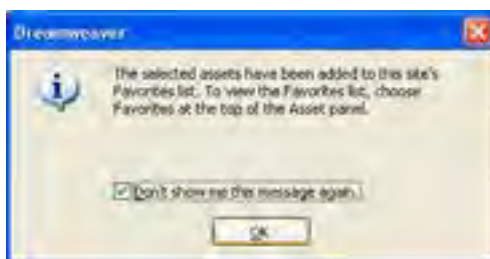 Dreamweaver
The selected assets have been added to this site's
Favorites list. To view the Favorites list, choose
Favorites at the top of the Asset panel.
Don't show me this message again.
OK